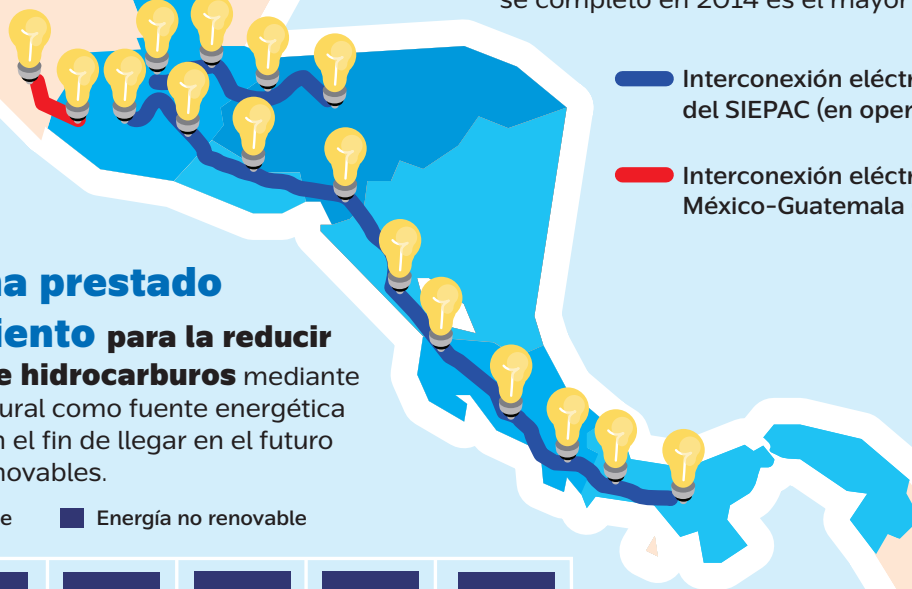 se completó en 2014 es el mayor
Interconexión eléctr
del SIEPAC (en oper
Interconexión eléctr
México-Guatemala
a prestado
iento para la reducir
e hidrocarburos mediante
ural como fuente energética
n el fin de llegar en el futuro
novables.
e
Energía no renovable